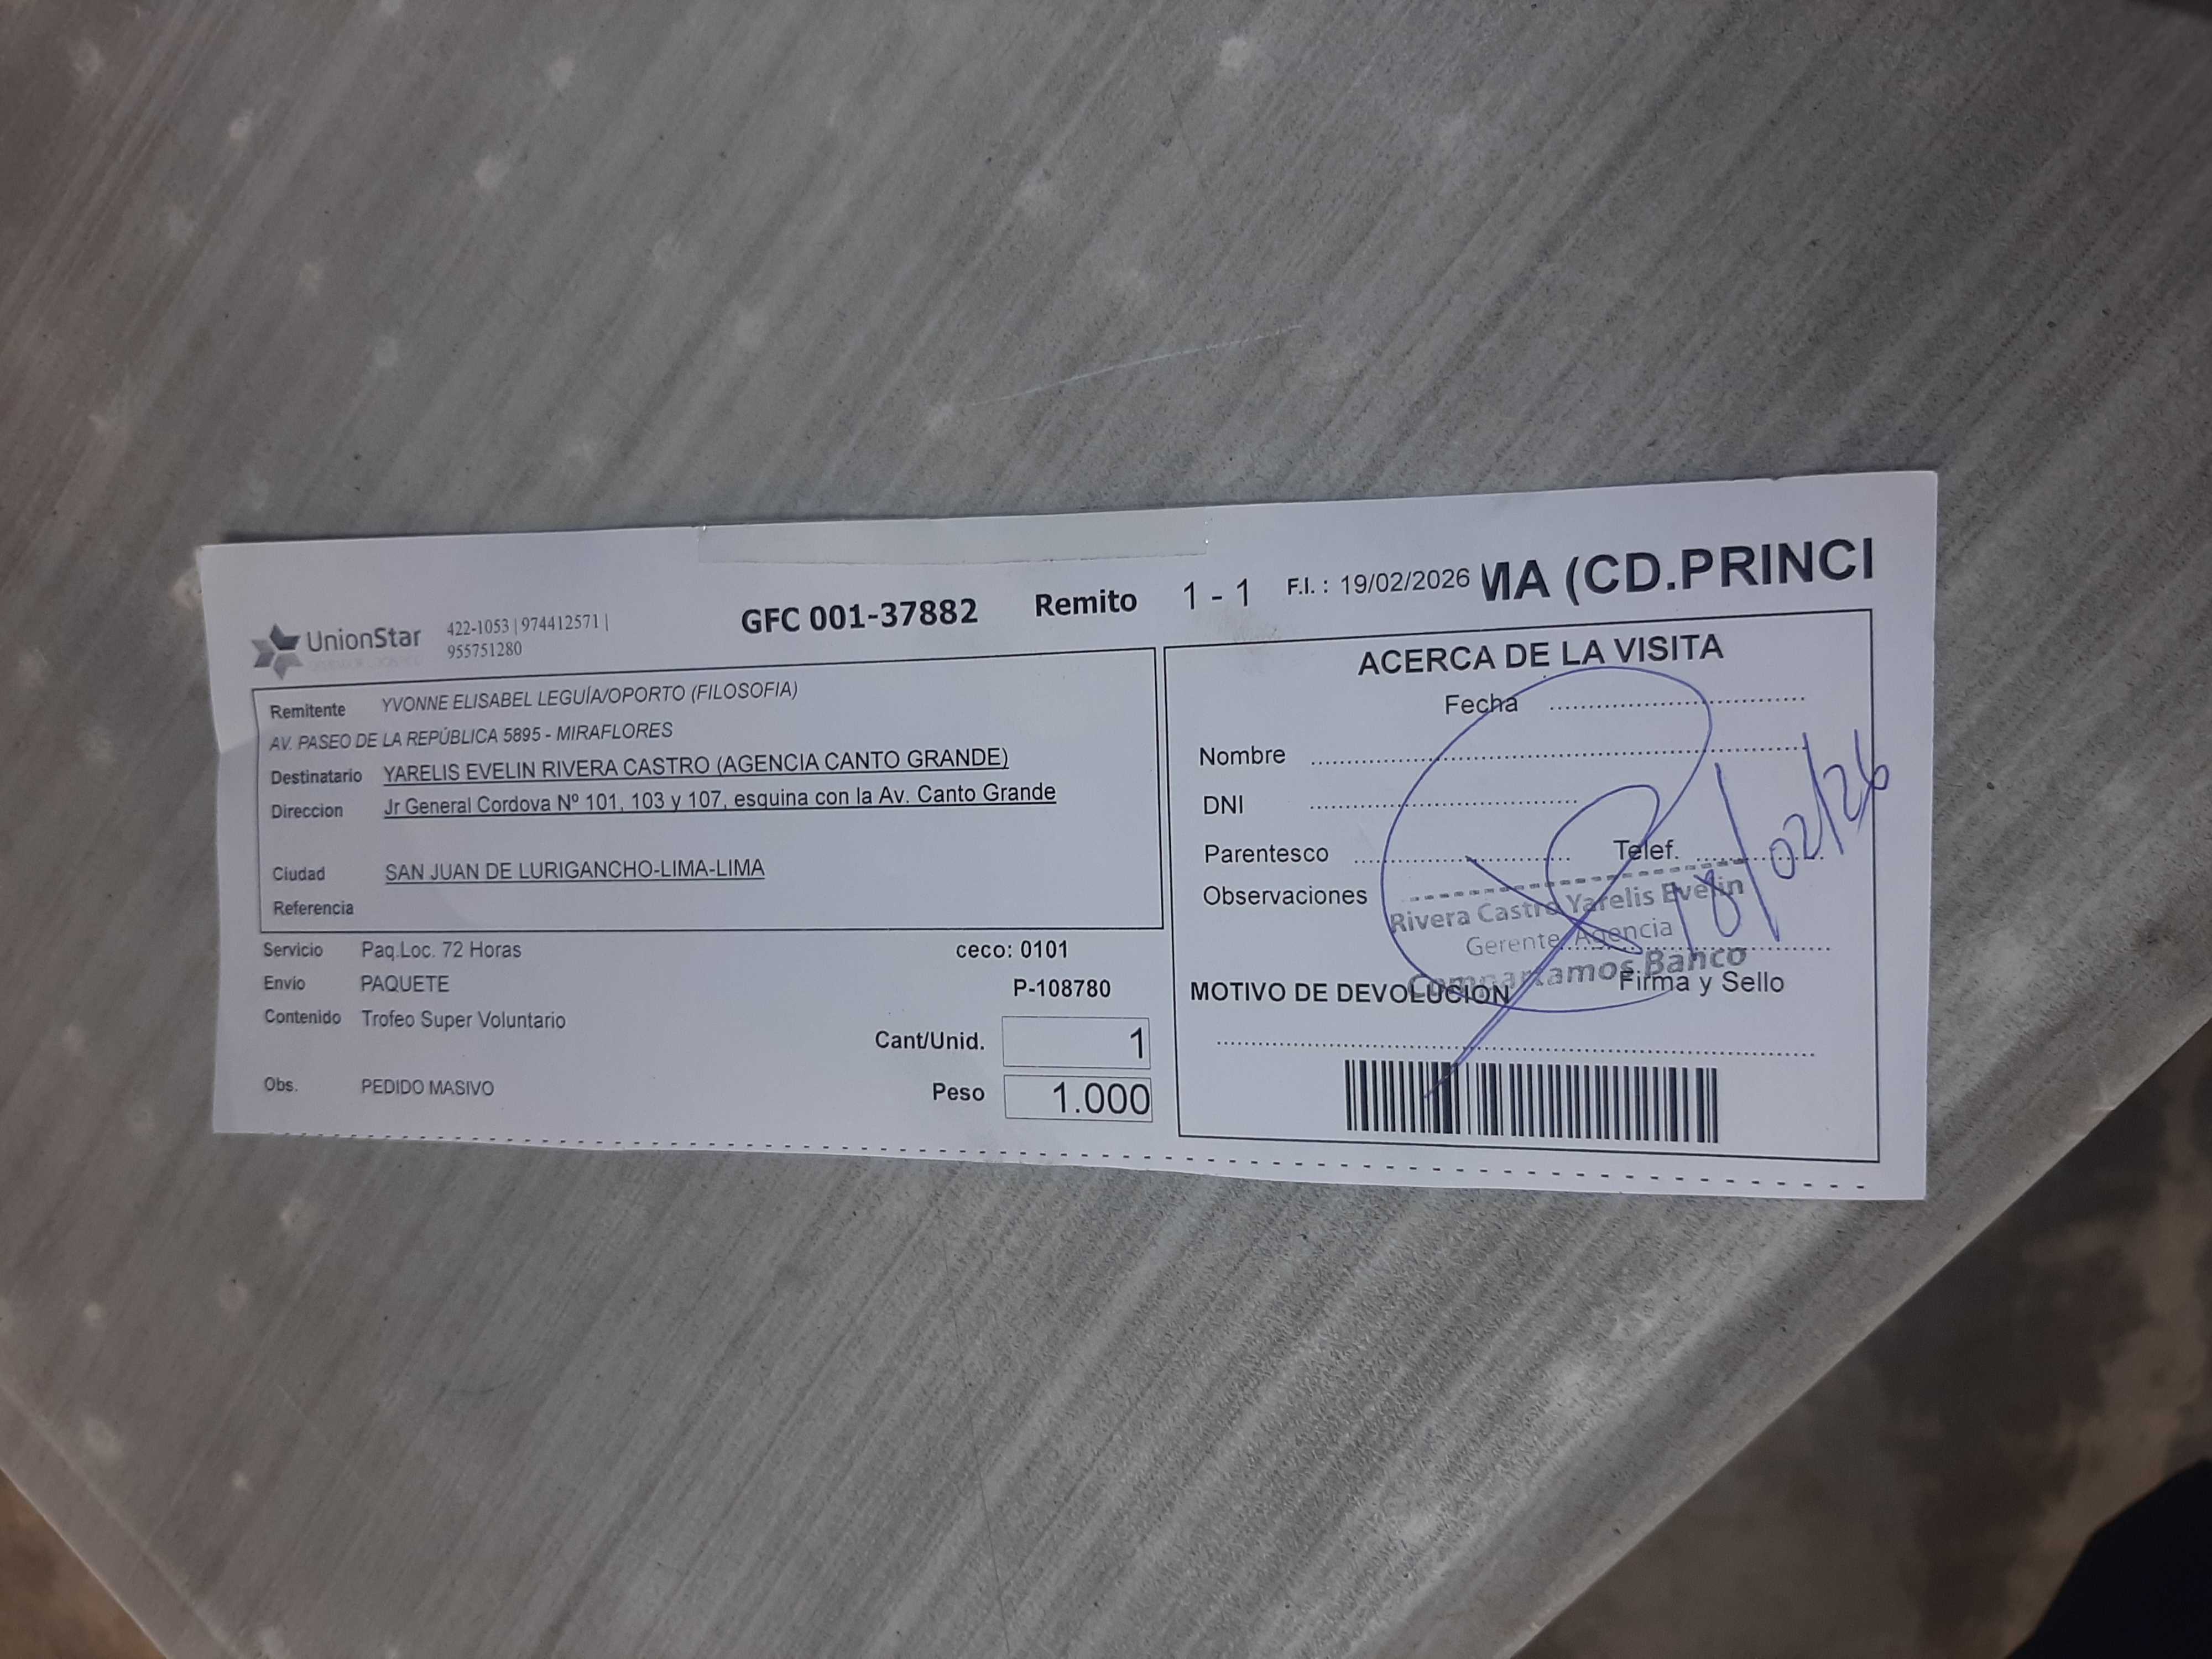 UnionStar
422-1053 | 974412571 |
955751280
GFC 001-37882 Remito 1 - 1 F.I. : 19/02/2026 MA (CD.PRINCI
Remitente YVONNE ELISABEL LEGUÍA/OPORTO (FILOSOFIA)
AV. PASEO DE LA REPÚBLICA 5895 - MIRAFLORES
Destinatario YARELIS EVELIN RIVERA CASTRO (AGENCIA CANTO GRANDE)
Direccion Jr General Cordova Nº 101, 103 y 107, esquina con la Av. Canto Grande
Ciudad SAN JUAN DE LURIGANCHO-LIMA-LIMA
Referencia
Servicio Paq.Loc. 72 Horas ceco: 0101
Envio PAQUETE P-108780
Contenido Trofeo Super Voluntario
Cant/Unid. 1
Obs. PEDIDO MASIVO Peso 1.000
ACERCA DE LA VISITA
Fecha
Nombre
DNI
Parentesco Telef.
Observaciones
Rivera Castro Yarelis Evelin
Gerente Agencia
Compartamos Banco
/02/26
Firma y Sello
MOTIVO DE DEVOLUCION